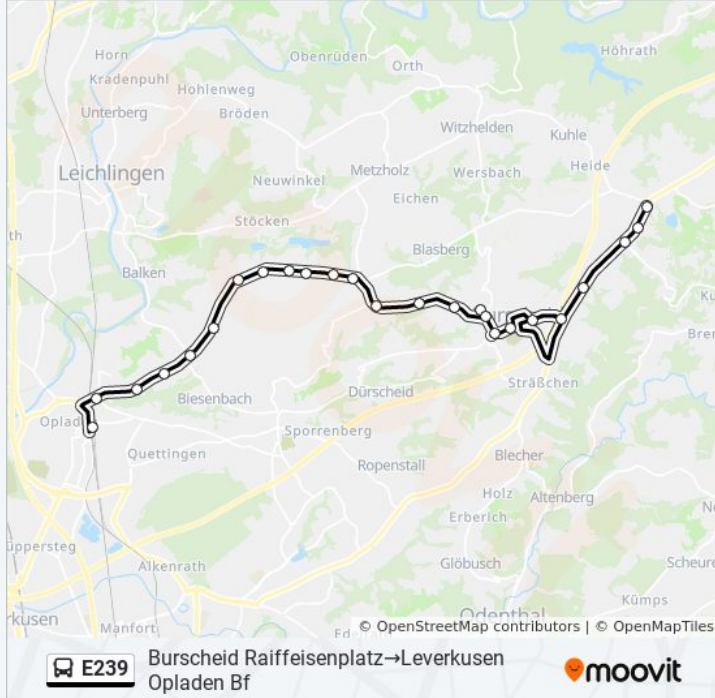 Horn
Obenrüden
Höhrath
Orth
Kradenpuhl
Hohlenweg
Unterberg
Bröden
Witzhelden
Kuhle
Leichlingen
Metzholz
Wersbach
Heide
Neuwinkel
Eichen
Stöcken
Blasberg
Balken
Sträßchen
Biesenbach
Dürscheid
Sporrenberg
Quettingen
Ropenstall
Blecher
Holz
Altenberg
Erberich
Alkenrath
Glöbusch
Kümps
Manfort
Odenthal
© OpenStreetMap contributors | © OpenMapTiles
E239
Burscheid Raiffeisenplatz→Leverkusen
Opladen Bf
moovit